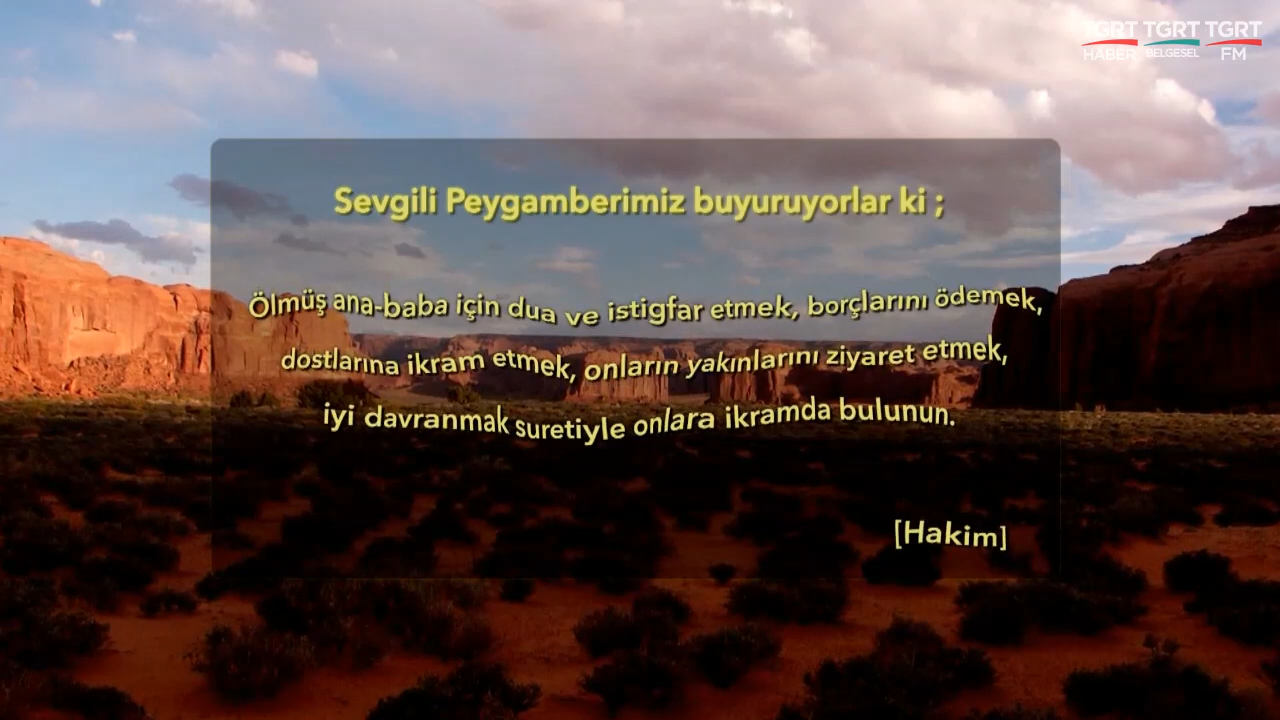 TGRT TGRT TGRT
HABER BELGESEL FM
Sevgili Peygamberimiz buyuruyorlar ki ;
Ölmüş ana-baba için dua ve istigfar etmek, borçlarını ödemek,
dostlarına ikram etmek, onların yakınlarını ziyaret etmek,
iyi davranmak suretiyle onlara ikramda bulunun.
[Hakim]